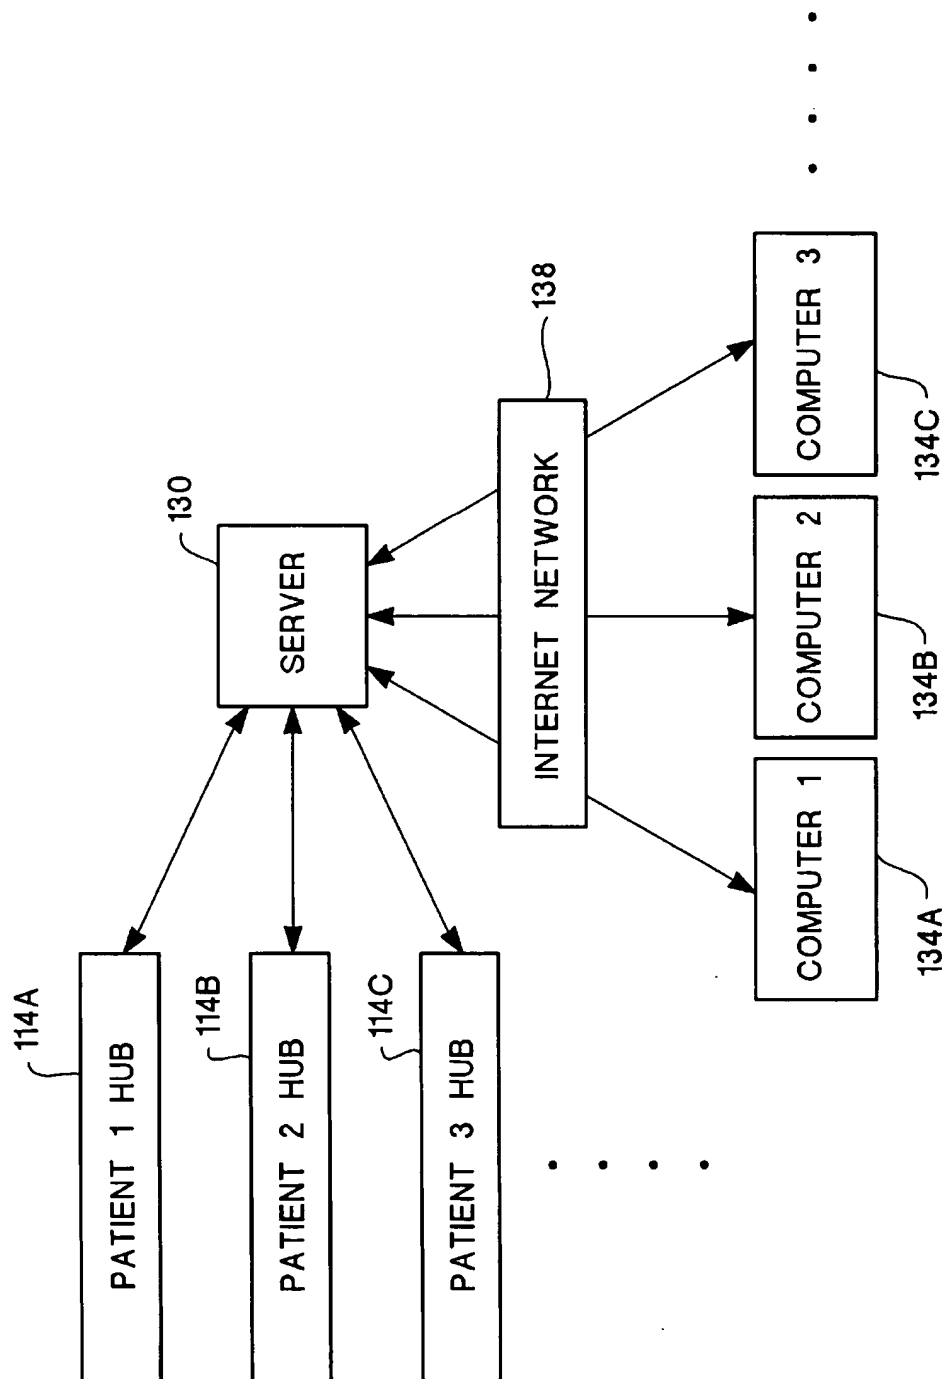 114A
PATIENT 1 HUB
114B
PATIENT 2 HUB
114C
PATIENT 3 HUB
130
SERVER
138
INTERNET NETWORK
COMPUTER 1
134A
COMPUTER 2
134B
COMPUTER 3
134C